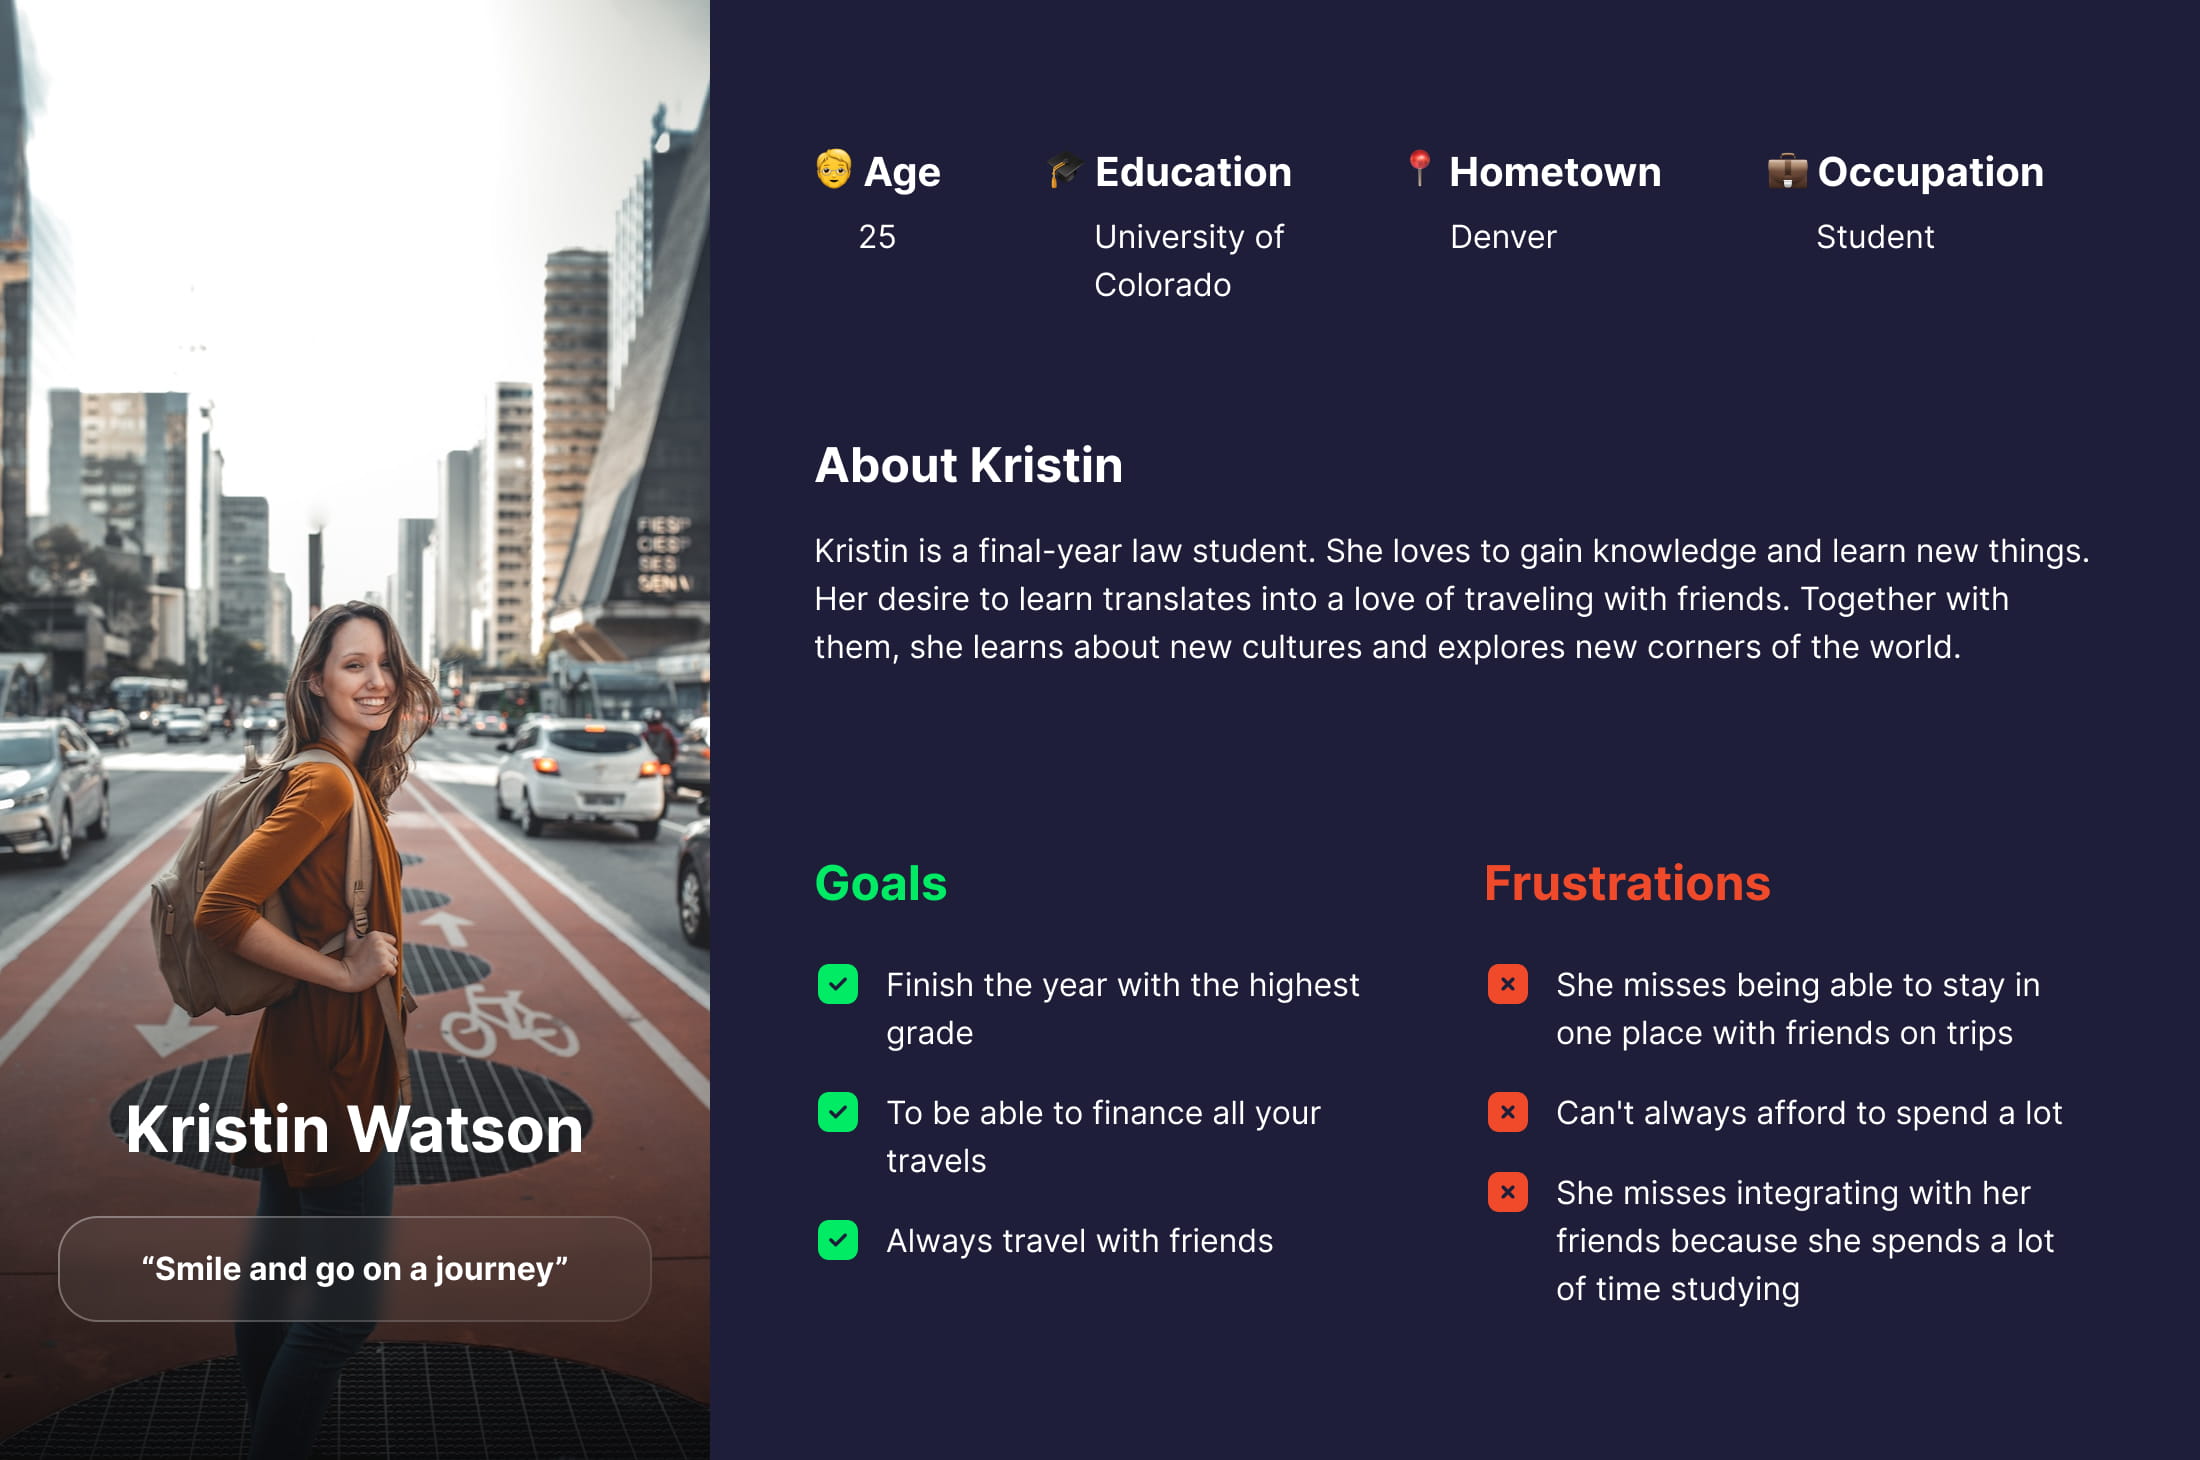 Age
25
Education
University of
Colorado
Hometown
Denver
Occupation
Student
About Kristin
Kristin is a final-year law student. She loves to gain knowledge and learn new things.
Her desire to learn translates into a love of traveling with friends. Together with
them, she learns about new cultures and explores new corners of the world.
Goals
Finish the year with the highest
grade
To be able to finance all your
travels
Always travel with friends
Frustrations
She misses being able to stay in
one place with friends on trips
Can't always afford to spend a lot
She misses integrating with her
friends because she spends a lot
of time studying
FIESP
CIESP
SESI
SENAI
Kristin Watson
“Smile and go on a journey”